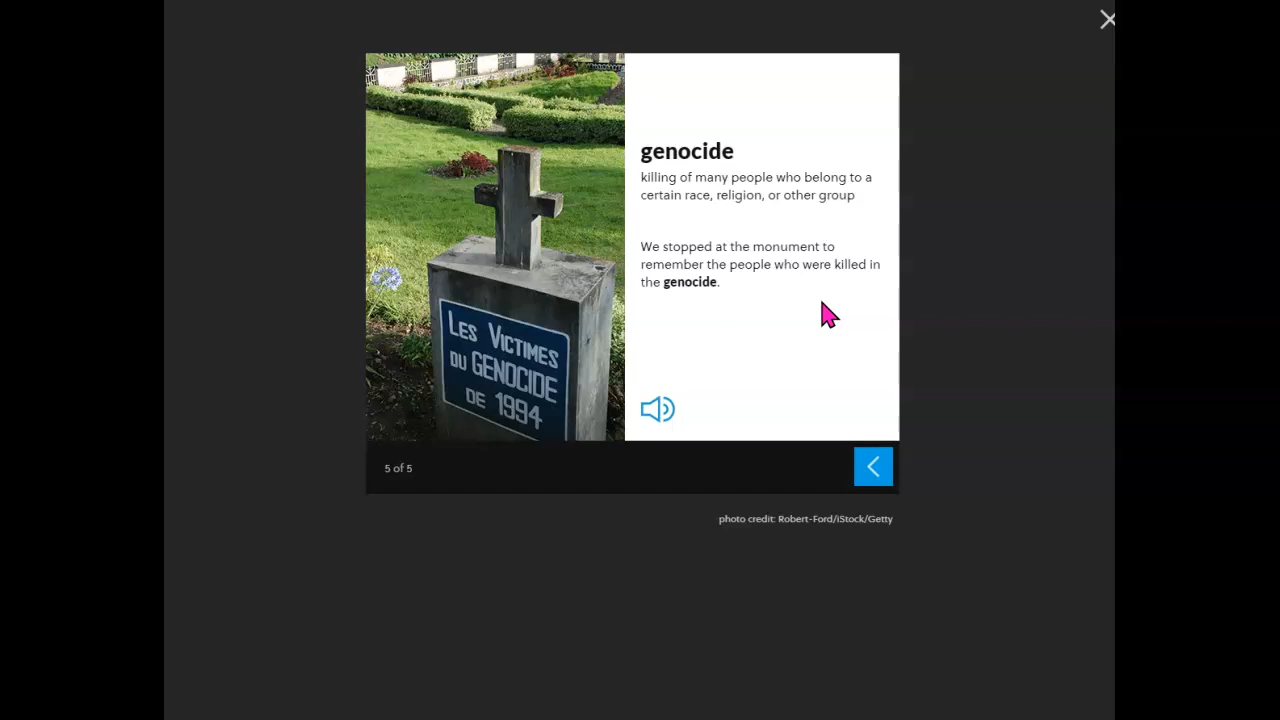 genocide
killing of many people who belong to a
certain race, religion, or other group
We stopped at the monument to
remember the people who were killed in
the genocide.
LES VICTIMES
DU GENOCIDE
DE 1994
5 of 5
photo credit: Robert-Ford/iStock/Getty